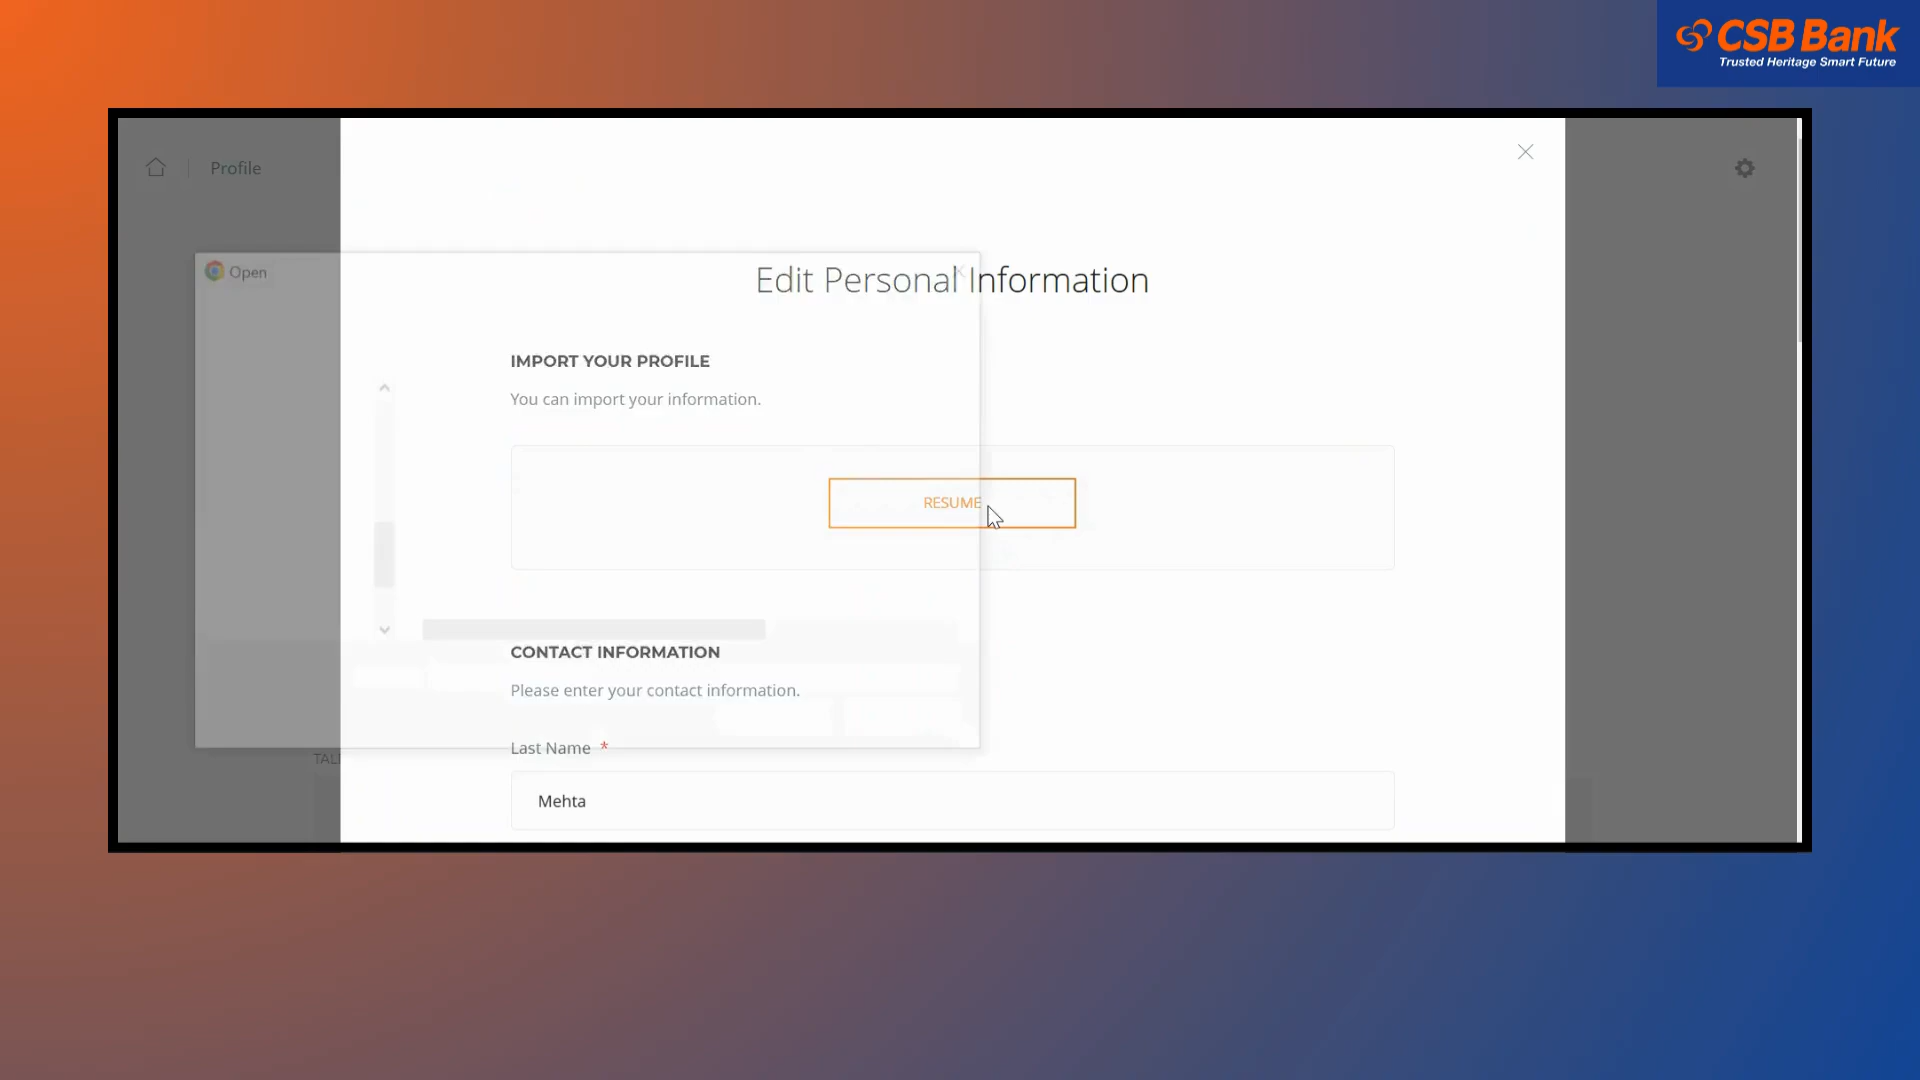 CSB Bank
Trusted Heritage Smart Future
Profile
Open
Edit Personal Information
IMPORT YOUR PROFILE
You can import your information.
RESUME
CONTACT INFORMATION
Please enter your contact information.
Last Name *
TAL
Mehta